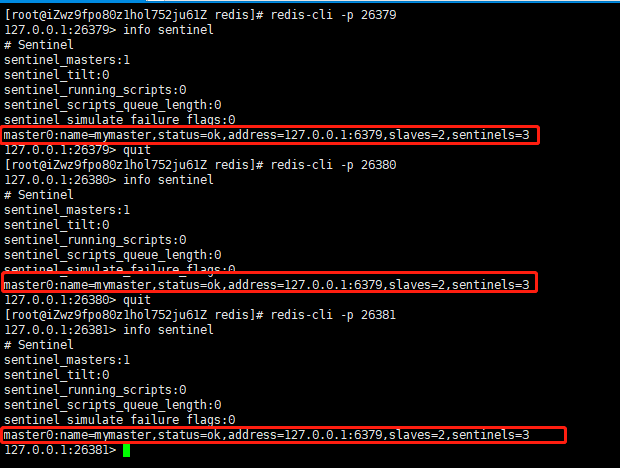 [root@iZwz9fpo80z1hol752ju61Z redis]# redis-cli -p 26379
127.0.0.1:26379> info sentinel
# Sentinel
sentinel_masters:1
sentinel_tilt:0
sentinel_running_scripts:0
sentinel_scripts_queue_length:0
sentinel_simulate_failure_flags:0
master0:name=mymaster,status=ok,address=127.0.0.1:6379,slaves=2,sentinels=3
127.0.0.1:26379> quit
[root@iZwz9fpo80z1hol752ju61Z redis]# redis-cli -p 26380
127.0.0.1:26380> info sentinel
# Sentinel
sentinel_masters:1
sentinel_tilt:0
sentinel_running_scripts:0
sentinel_scripts_queue_length:0
sentinel_simulate_failure_flags:0
master0:name=mymaster,status=ok,address=127.0.0.1:6379,slaves=2,sentinels=3
127.0.0.1:26380> quit
[root@iZwz9fpo80z1hol752ju61Z redis]# redis-cli -p 26381
127.0.0.1:26381> info sentinel
# Sentinel
sentinel_masters:1
sentinel_tilt:0
sentinel_running_scripts:0
sentinel_scripts_queue_length:0
sentinel_simulate_failure_flags:0
master0:name=mymaster,status=ok,address=127.0.0.1:6379,slaves=2,sentinels=3
127.0.0.1:26381>